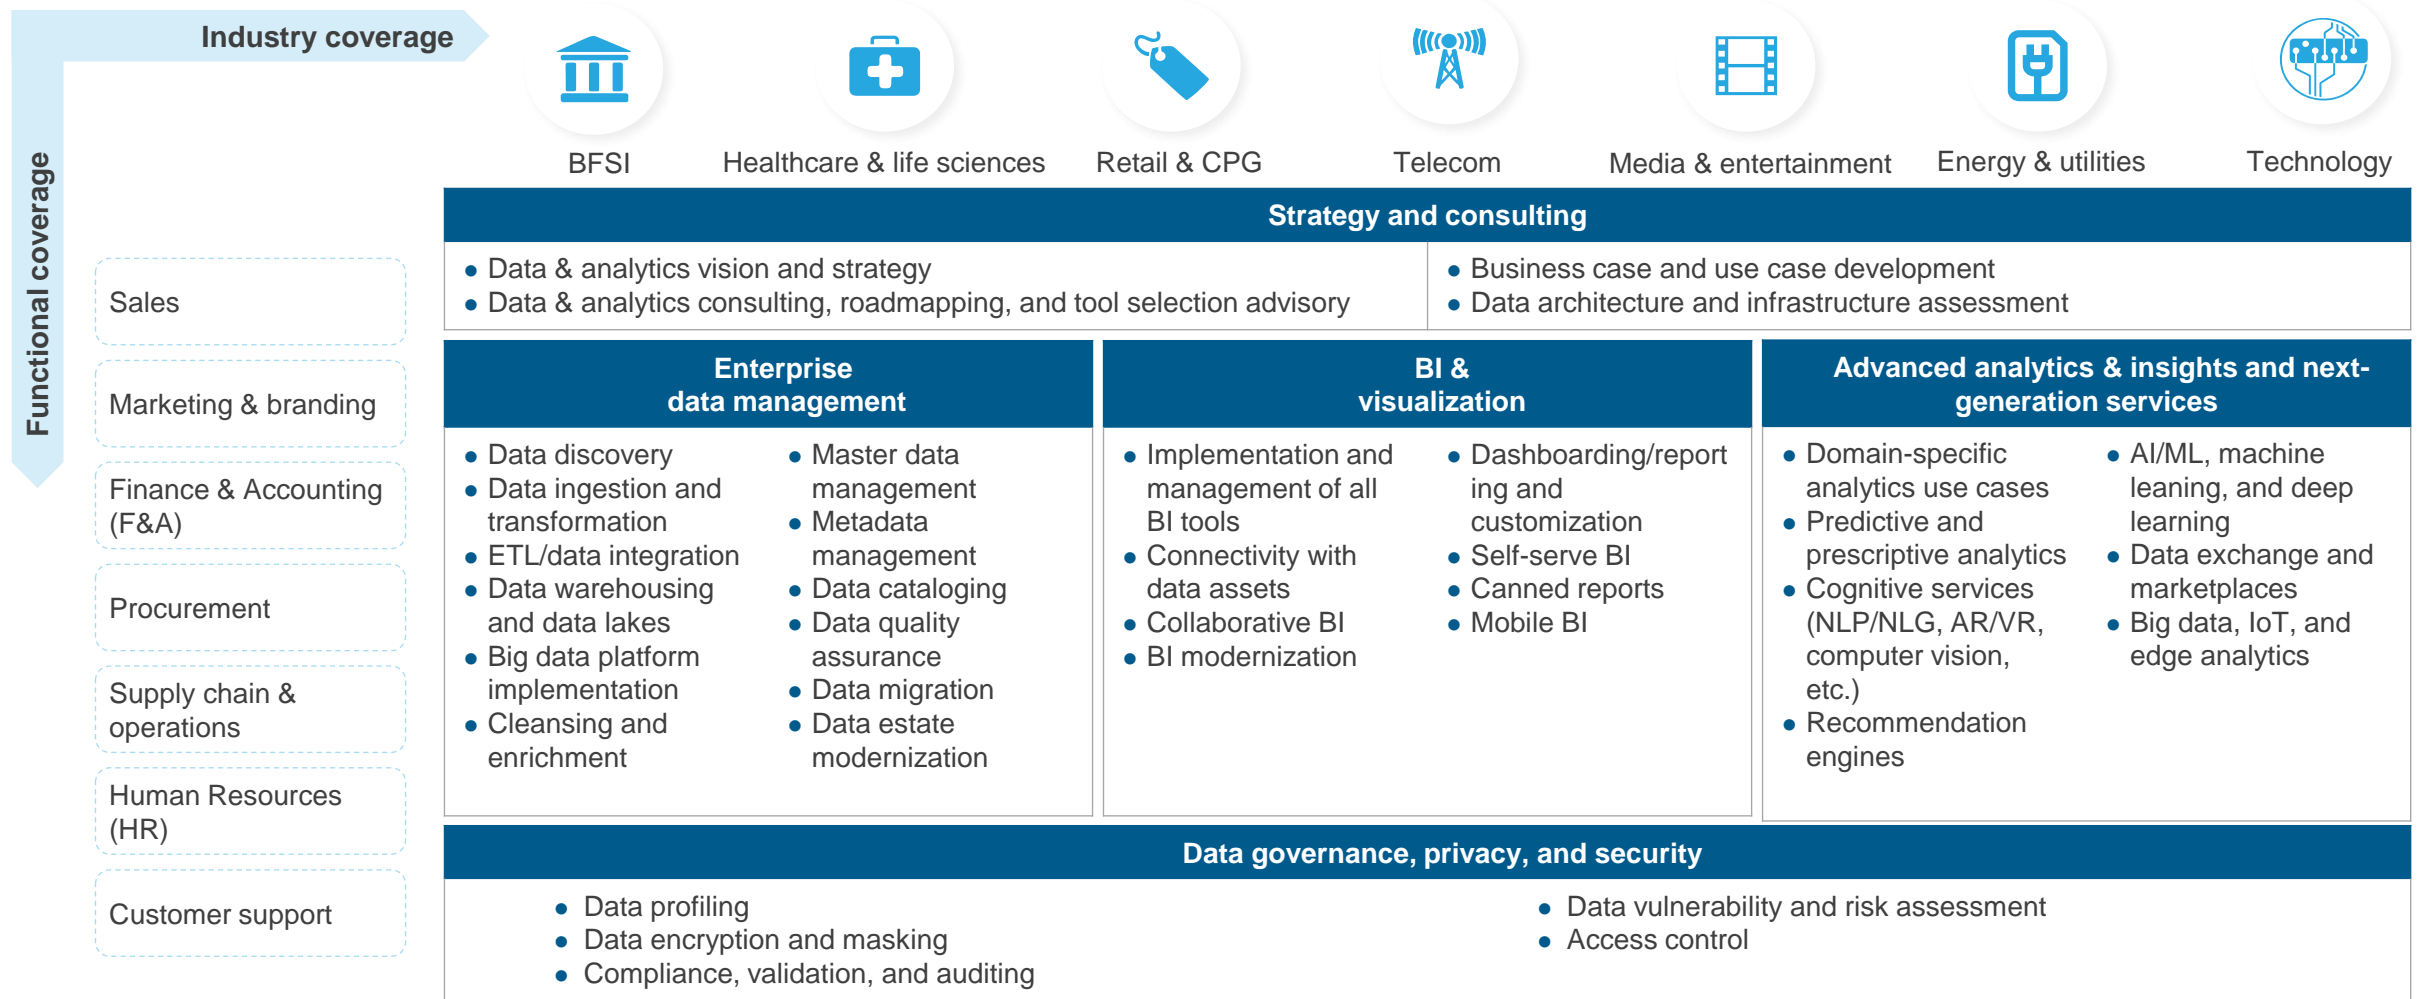 Industry coverage
Functional coverage
BFSI
Healthcare & life sciences
Retail & CPG
Telecom
Media & entertainment
Energy & utilities
Technology
Sales
Marketing & branding
Finance & Accounting
(F&A)
Procurement
Supply chain &
operations
Human Resources
(HR)
Customer support
Strategy and consulting
● Data & analytics vision and strategy
● Data & analytics consulting, roadmapping, and tool selection advisory
● Business case and use case development
● Data architecture and infrastructure assessment
Enterprise
data management
● Data discovery
● Data ingestion and
transformation
● ETL/data integration
● Data warehousing
and data lakes
● Big data platform
implementation
● Cleansing and
enrichment
● Master data
management
● Metadata
management
● Data cataloging
● Data quality
assurance
● Data migration
● Data estate
modernization
BI &
visualization
● Implementation and
management of all
BI tools
● Connectivity with
data assets
● Collaborative BI
● BI modernization
● Dashboarding/report
ing and
customization
● Self-serve BI
● Canned reports
● Mobile BI
Advanced analytics & insights and next-
generation services
● Domain-specific
analytics use cases
● Predictive and
prescriptive analytics
● Cognitive services
(NLP/NLG, AR/VR,
computer vision,
etc.)
● Recommendation
engines
● AI/ML, machine
leaning, and deep
learning
● Data exchange and
marketplaces
● Big data, IoT, and
edge analytics
Data governance, privacy, and security
● Data profiling
● Data encryption and masking
● Compliance, validation, and auditing
● Data vulnerability and risk assessment
● Access control